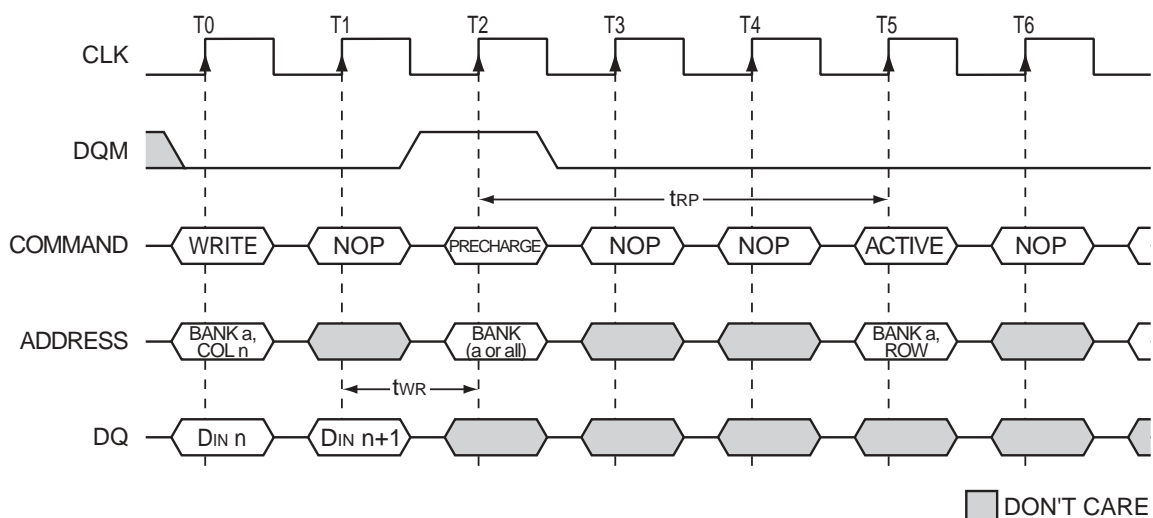 T0 T1 T2 T3 T4 T5 T6
CLK
DQM
tRP
COMMAND WRITE NOP PRECHARGE NOP NOP ACTIVE NOP
ADDRESS BANK a, COL n BANK (a or all) BANK a, ROW
tWR
DQ DIN n DIN n+1
DON'T CARE